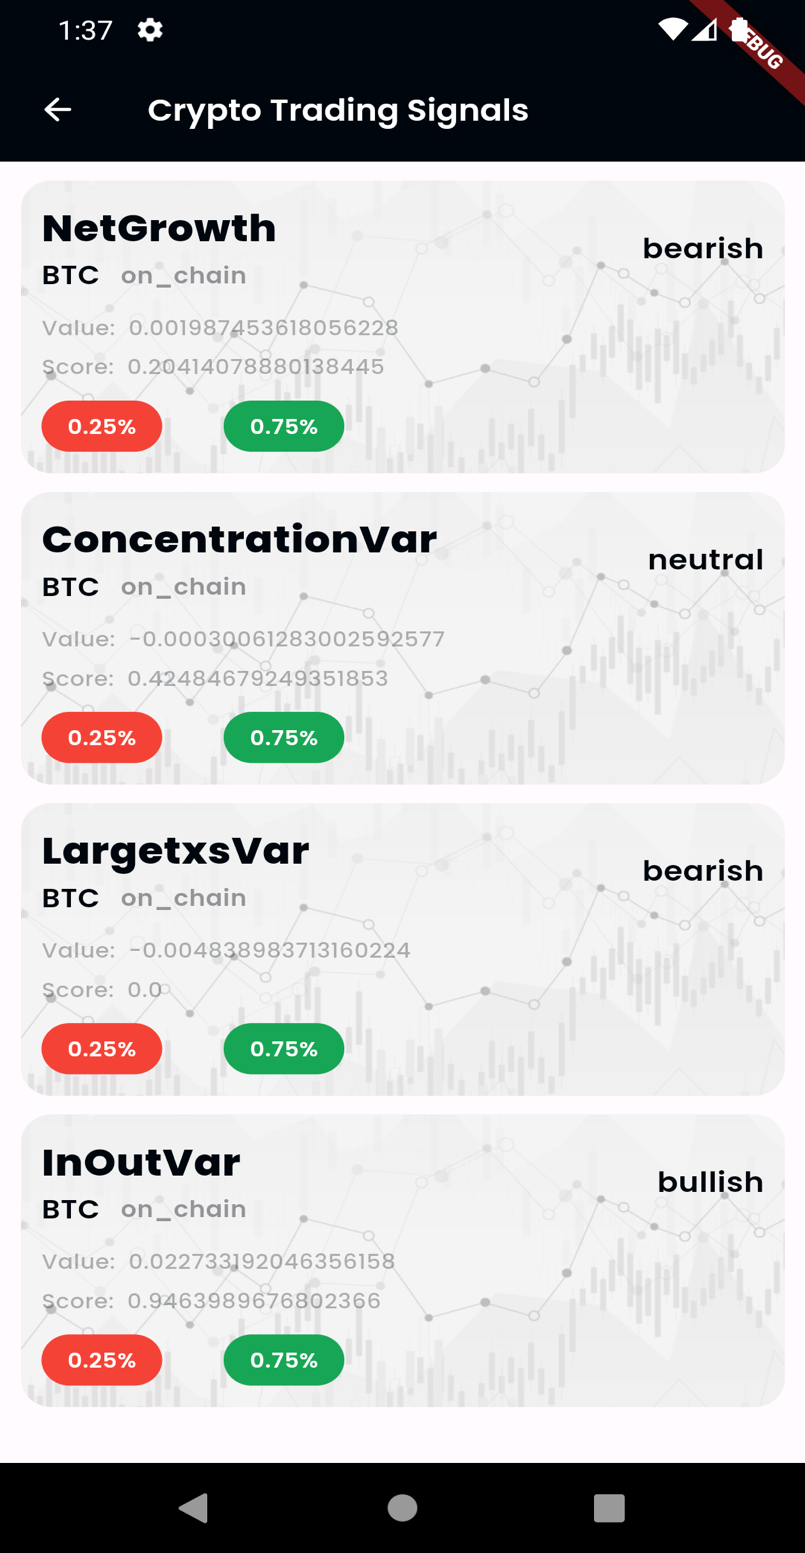 1:37
EBUG
Crypto Trading Signals
NetGrowth
bearish
BTC on_chain
Value: 0.001987453618056228
Score: 0.20414078880138445
0.25% 0.75%
ConcentrationVar
neutral
BTC on_chain
Value: -0.00030061283002592577
Score: 0.42484679249351853
0.25% 0.75%
LargetxsVar
bearish
BTC on_chain
Value: -0.004838983713160224
Score: 0.0
0.25% 0.75%
InOutVar
bullish
BTC on_chain
Value: 0.022733192046356158
Score: 0.9463989676802366
0.25% 0.75%